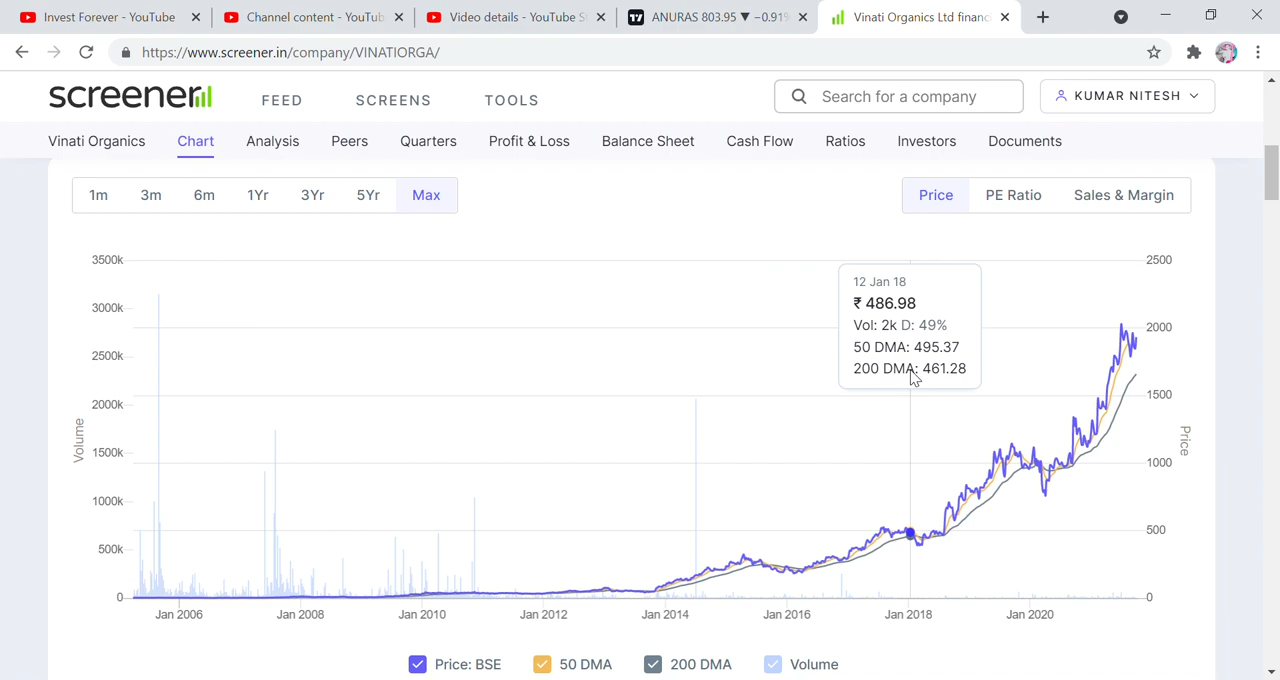 Invest Forever - YouTube
Channel content - YouTub
Video details - YouTube S
ANURAS 803.95 ▼ −0.91%
Vinati Organics Ltd financ
https://www.screener.in/company/VINATIORGA/
screener
FEED
SCREENS
TOOLS
Search for a company
KUMAR NITESH
Vinati Organics
Chart
Analysis
Peers
Quarters
Profit & Loss
Balance Sheet
Cash Flow
Ratios
Investors
Documents
1m
3m
6m
1Yr
3Yr
5Yr
Max
Price
PE Ratio
Sales & Margin
3500k
3000k
2500k
2000k
1500k
1000k
500k
0
Volume
12 Jan 18
₹ 486.98
Vol: 2k D: 49%
50 DMA: 495.37
200 DMA: 461.28
2500
2000
1500
1000
500
0
Price
Jan 2006
Jan 2008
Jan 2010
Jan 2012
Jan 2014
Jan 2016
Jan 2018
Jan 2020
Price: BSE
50 DMA
200 DMA
Volume